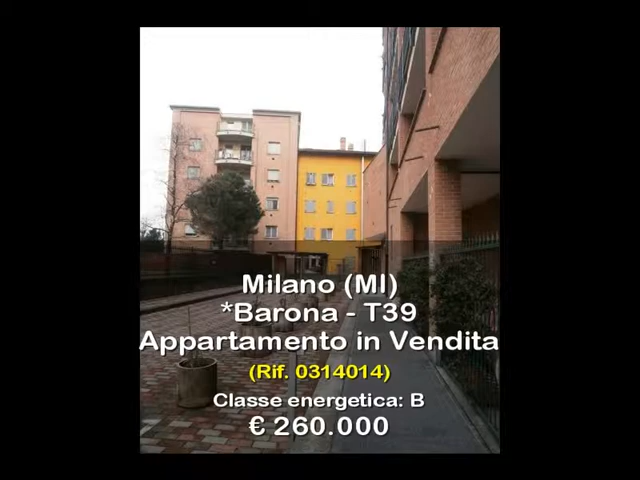 Milano (MI)
*Barona - T39
Appartamento in Vendita
(Rif. 0314014)
Classe energetica: B
€ 260.000